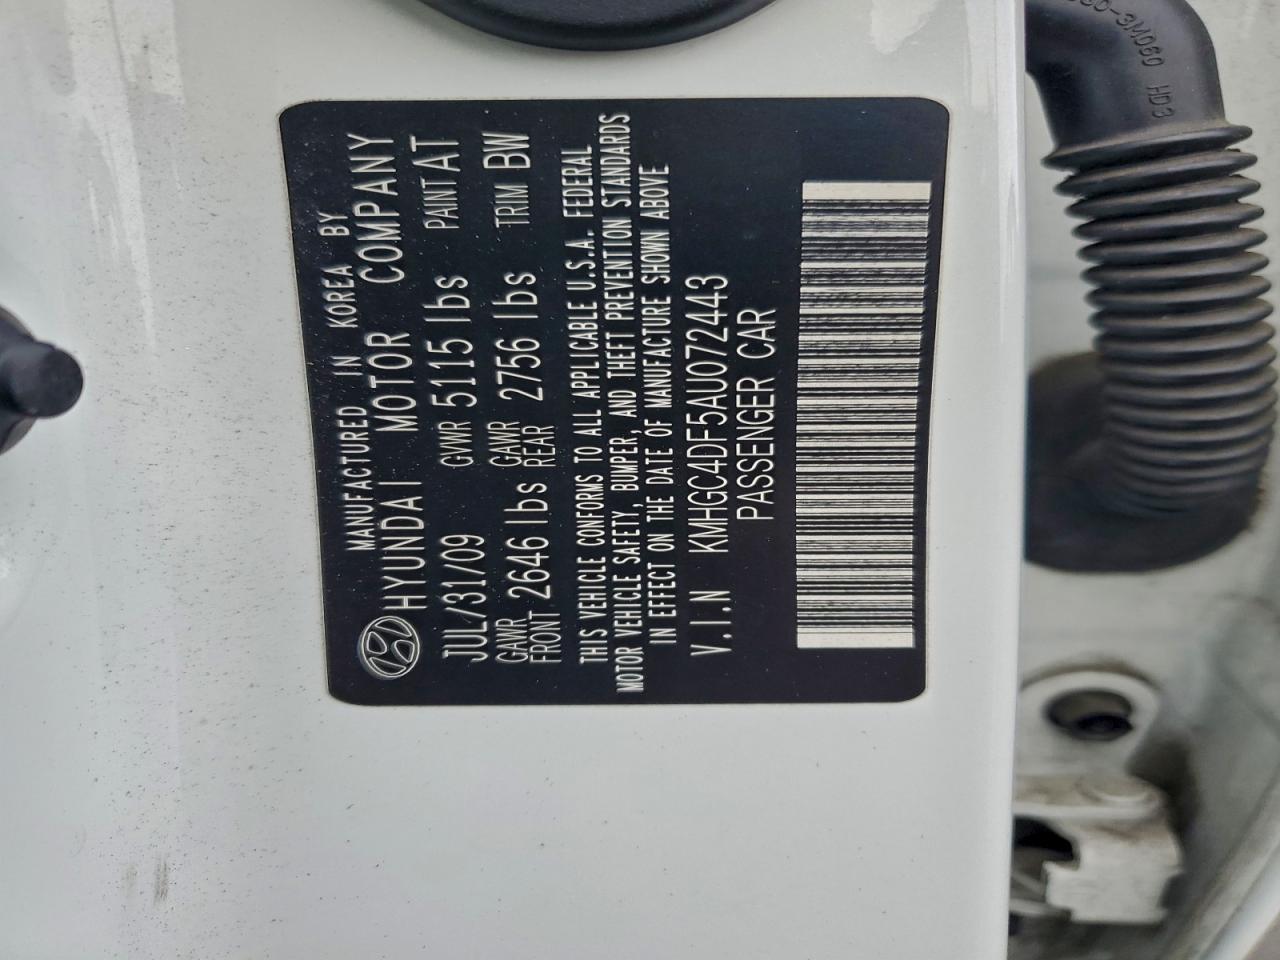 MANUFACTURED IN KOREA BY
HYUNDAI MOTOR COMPANY
JUL/31/09 GVWR 5115 lbs PAINT AT
GAWR FRONT 2646 lbs GAWR REAR 2756 lbs TRIM BW
THIS VEHICLE CONFORMS TO ALL APPLICABLE U.S.A. FEDERAL
MOTOR VEHICLE SAFETY, BUMPER, AND THEFT PREVENTION STANDARDS
IN EFFECT ON THE DATE OF MANUFACTURE SHOWN ABOVE
V.I.N KMHGC4DF5AU072443
PASSENGER CAR
-3M060 HD3